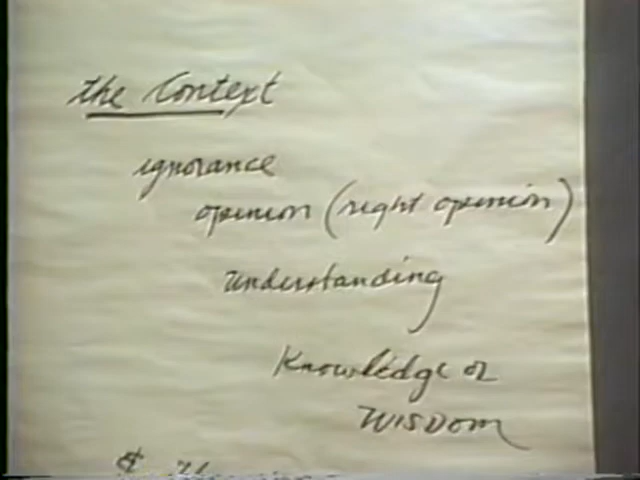 the Context
ignorance
opinion (right opinion)
understanding
Knowledge or
WISDOM